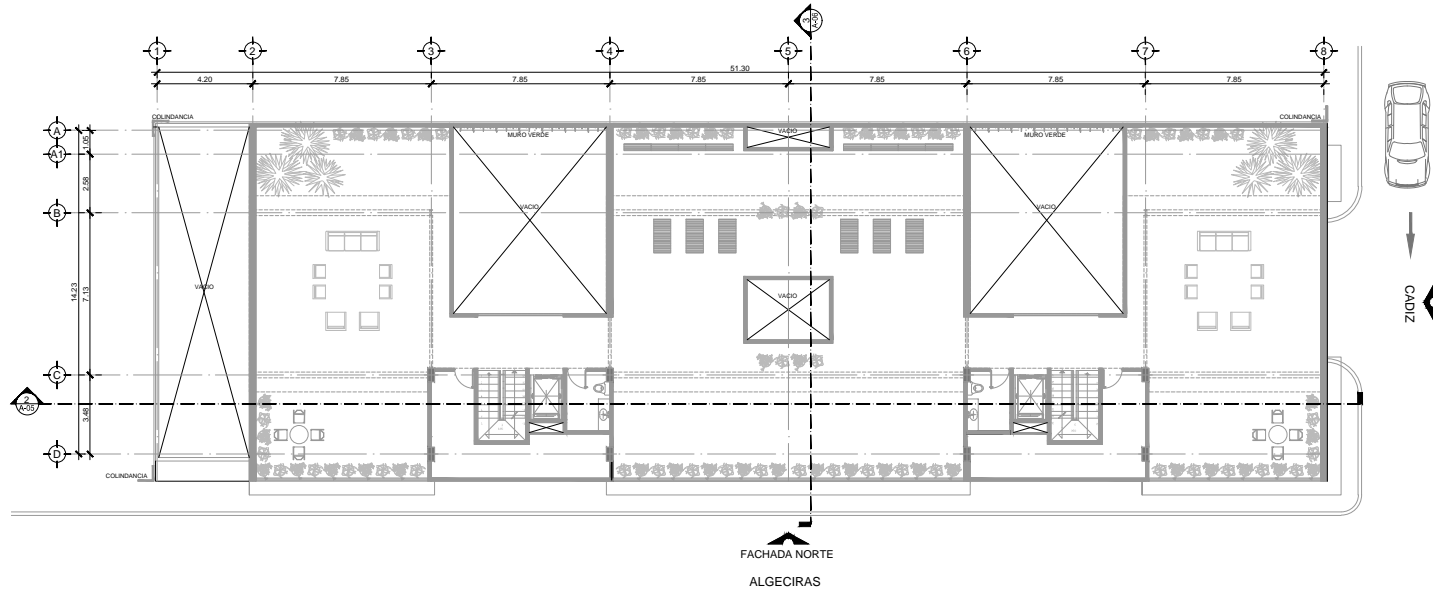 3
A-06
1
2
3
4
5
6
7
8
51.30
4.20
7.85
7.85
7.85
7.85
7.85
7.85
COLINDANCIA
COLINDANCIA
A
A1
B
C
D
1.05
2.58
7.13
3.48
14.23
MURO VERDE
VACIO
MURO VERDE
VACIO
VACIO
VACIO
VACIO
VACIO
CADIZ
2
A-05
COLINDANCIA
FACHADA NORTE
ALGECIRAS